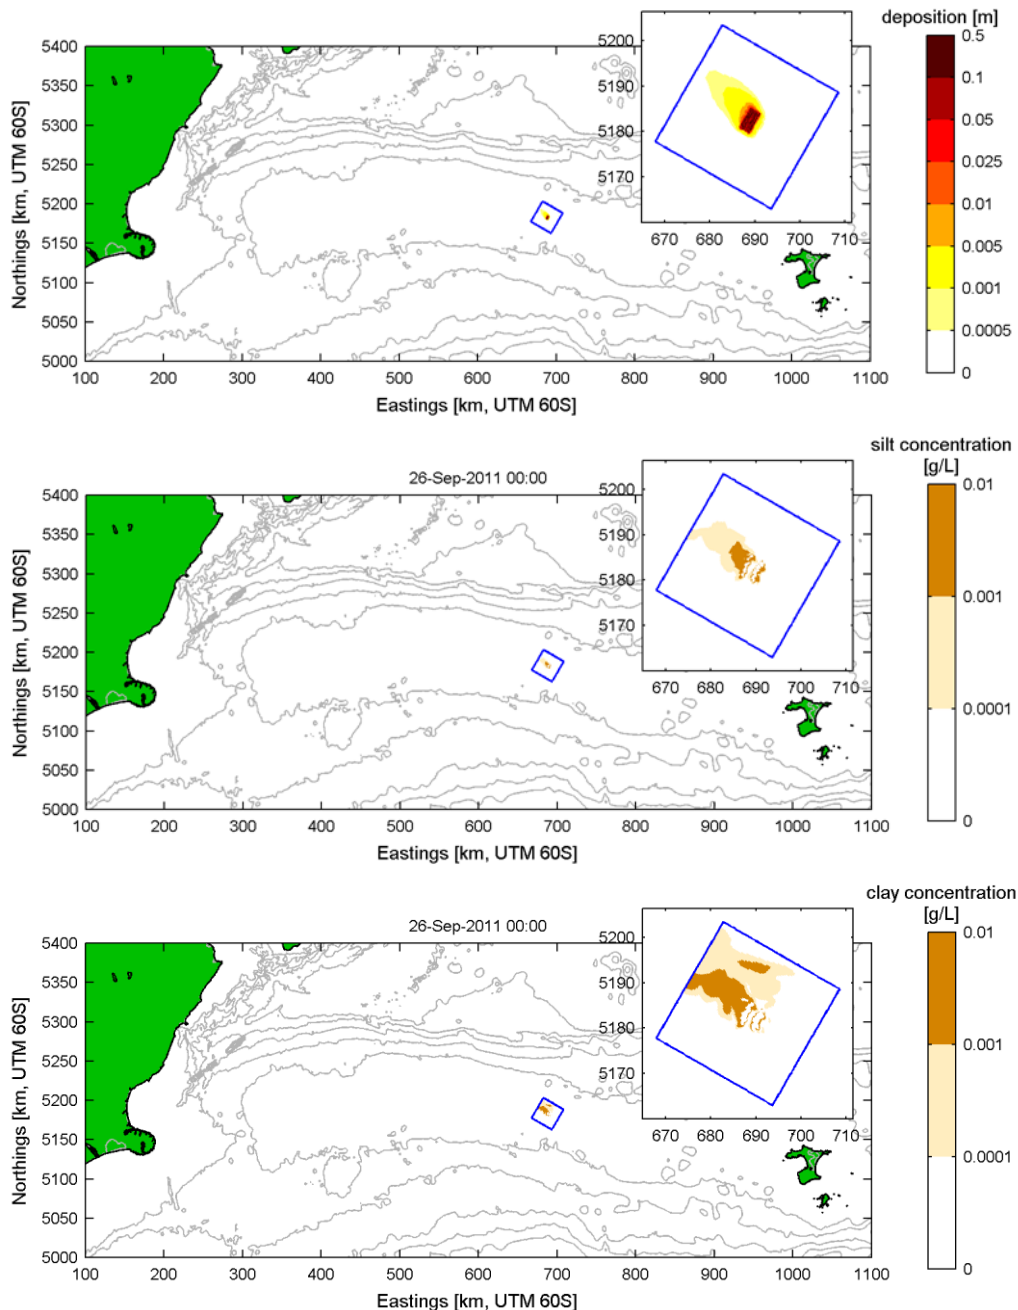 deposition [m]
5400
5350
5300
5250
5200
5150
5100
5050
5000
Northings [km, UTM 60S]
100 200 300 400 500 600 700 800 900 1000 1100
Eastings [km, UTM 60S]
5200
5190
5180
5170
670 680 690 700 710
0.5
0.1
0.05
0.025
0.01
0.005
0.001
0.0005
0
silt concentration
[g/L]
26-Sep-2011 00:00
5400
5350
5300
5250
5200
5150
5100
5050
5000
Northings [km, UTM 60S]
100 200 300 400 500 600 700 800 900 1000 1100
Eastings [km, UTM 60S]
5200
5190
5180
5170
670 680 690 700 710
0.01
0.001
0.0001
0
clay concentration
[g/L]
26-Sep-2011 00:00
5400
5350
5300
5250
5200
5150
5100
5050
5000
Northings [km, UTM 60S]
100 200 300 400 500 600 700 800 900 1000 1100
Eastings [km, UTM 60S]
5200
5190
5180
5170
670 680 690 700 710
0.01
0.001
0.0001
0